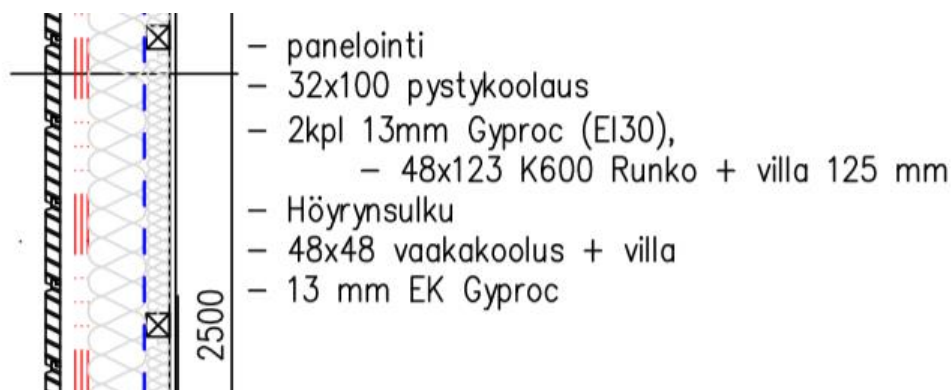 – panelointi
– 32x100 pystykoolaus
– 2kpl 13mm Gyproc (EI30),
– 48x123 K600 Runko + villa 125 mm
– Höyrynsulku
– 48x48 vaakakoolus + villa
– 13 mm EK Gyproc
2500